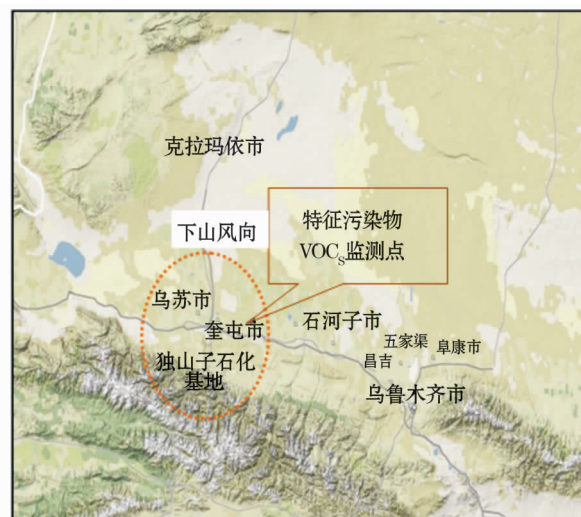 克拉玛依市
下山风向
特征污染物
VOCs监测点
乌苏市
奎屯市
石河子市
独山子石化
基地
五家渠
阜康市
昌吉
乌鲁木齐市